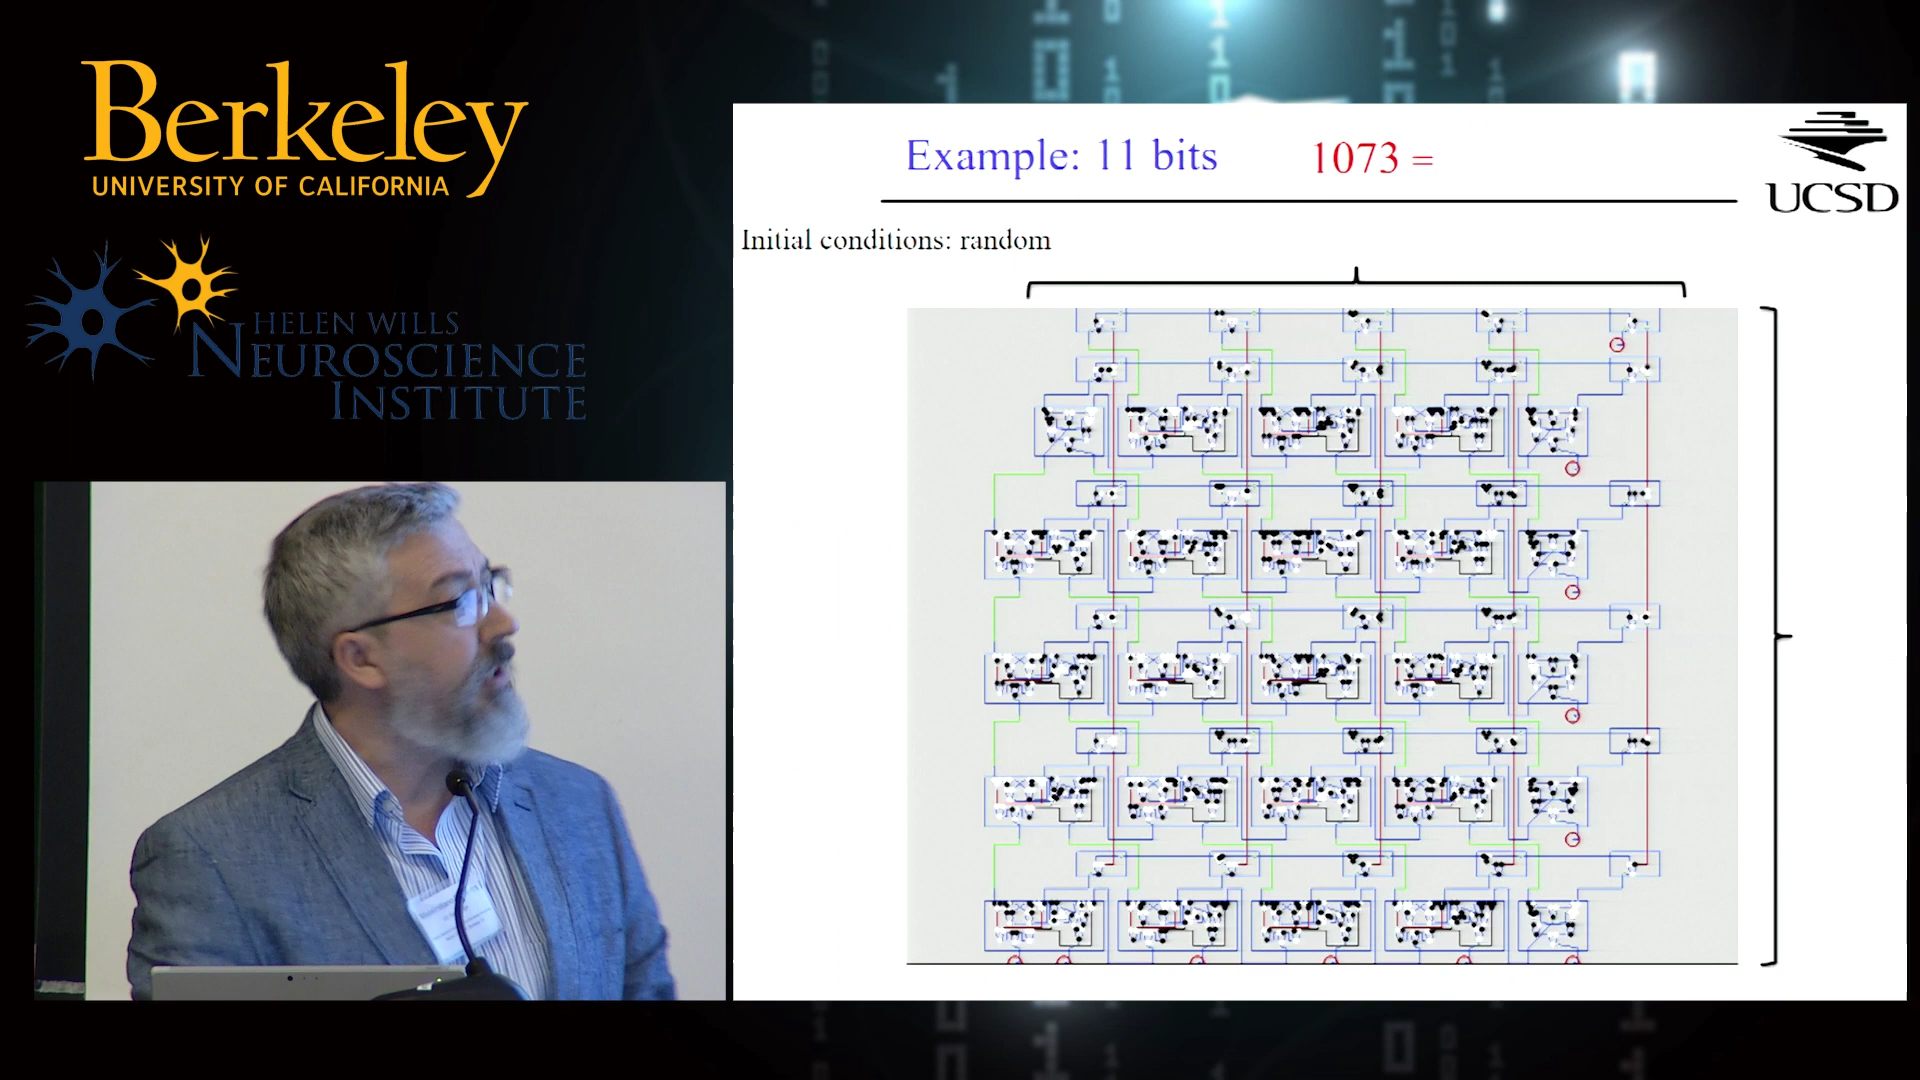 Berkeley
UNIVERSITY OF CALIFORNIA
HELEN WILLS
NEUROSCIENCE
INSTITUTE
Example: 11 bits 1073 =
UCSD
Initial conditions: random